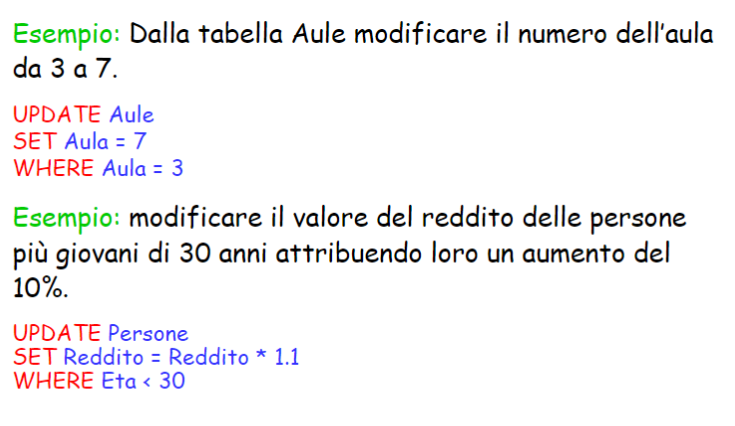 Esempio: Dalla tabella Aule modificare il numero dell'aula
da 3 a 7.
UPDATE Aule
SET Aula = 7
WHERE Aula = 3
Esempio: modificare il valore del reddito delle persone
più giovani di 30 anni attribuendo loro un aumento del
10%.
UPDATE Persone
SET Reddito = Reddito * 1.1
WHERE Eta < 30